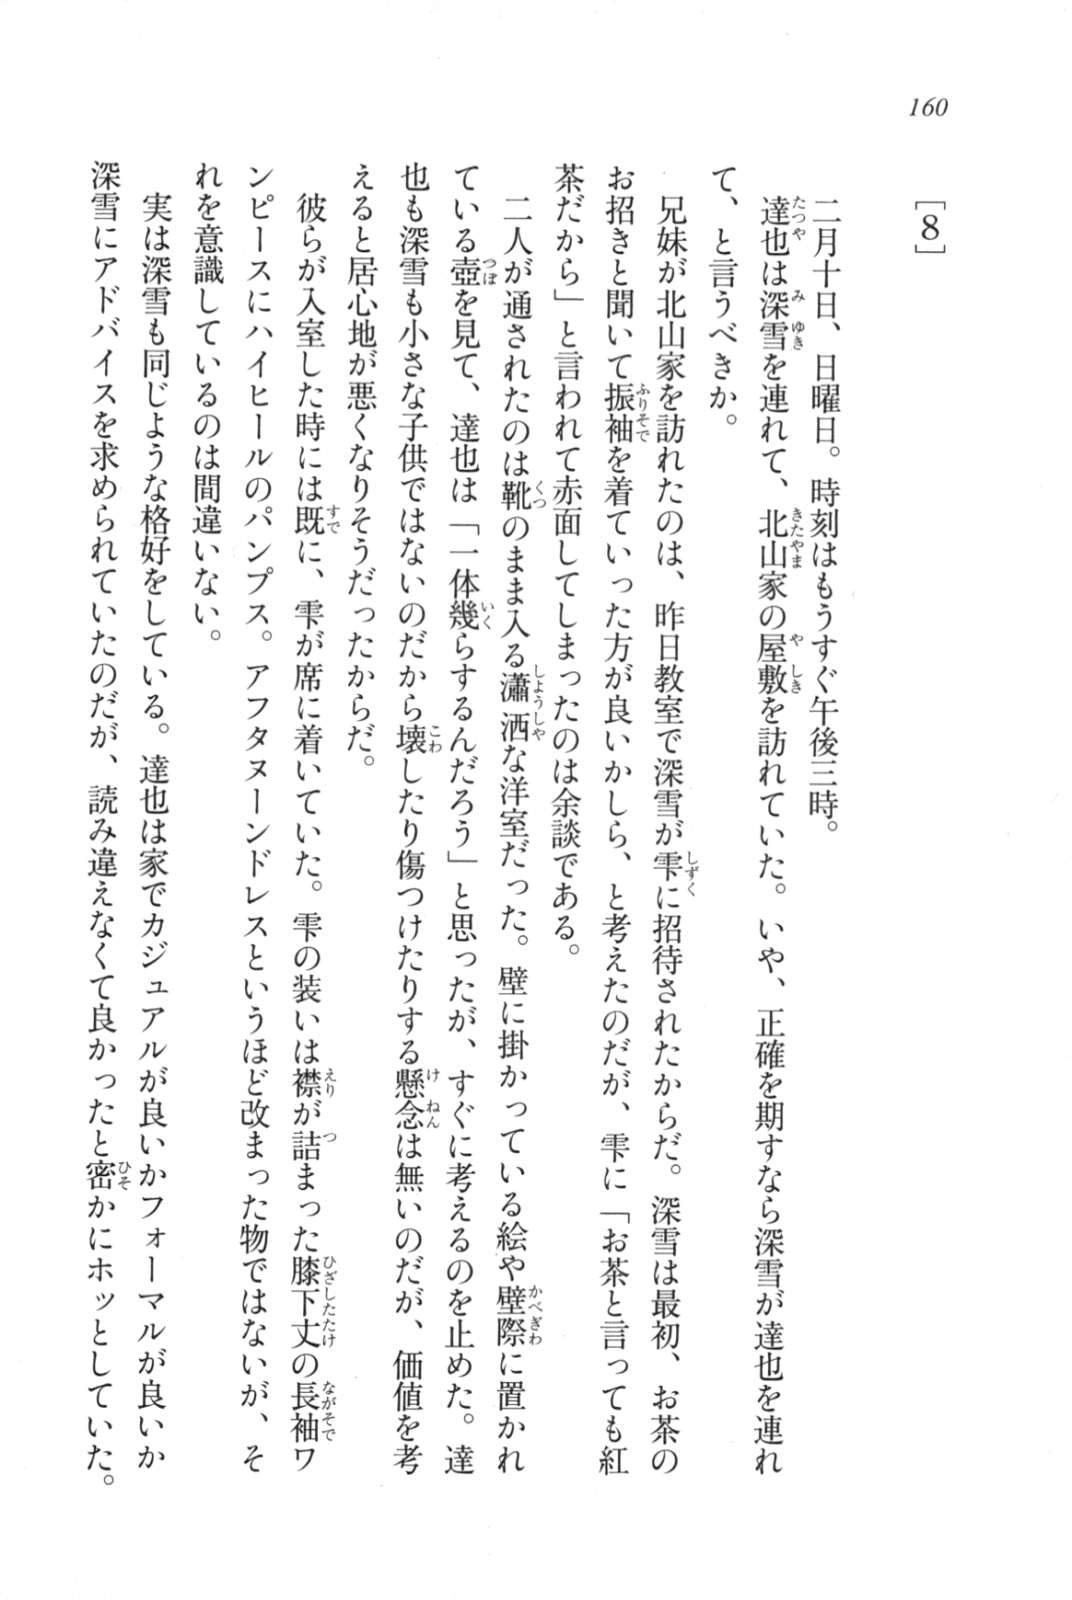 160
[8]
二月十日、日曜日。時刻はもうすぐ午後三時。
達也は深雪を連れて、北山家の屋敷を訪れていた。いや、正確を期すなら深雪が達也を連れ
て、と言うべきか。
兄妹が北山家を訪れたのは、昨日教室で深雪が雫に招待されたからだ。深雪は最初、お茶の
お招きと聞いて振袖を着ていった方が良いかしら、と考えたのだが、雫に「お茶と言っても紅
茶だから」と言われて赤面してしまったのは余談である。
二人が通されたのは靴のまま入る瀟洒な洋室だった。壁に掛かっている絵や壁際に置かれ
ている壺を見て、達也は「一体幾らするんだろう」と思ったが、すぐに考えるのを止めた。達
也も深雪も小さな子供ではないのだから壊したり傷つけたりする懸念は無いのだが、価値を考
えると居心地が悪くなりそうだったからだ。
彼らが入室した時には既に、雫が席に着いていた。雫の装いは襟が詰まった膝下丈の長袖ワ
ンピースにハイヒールのパンプス。アフタヌーンドレスというほど改まった物ではないが、そ
れを意識しているのは間違いない。
実は深雪も同じような格好をしている。達也は家でカジュアルが良いかフォーマルが良いか
深雪にアドバイスを求められていたのだが、読み違えなくて良かったと密かにホッとしていた。